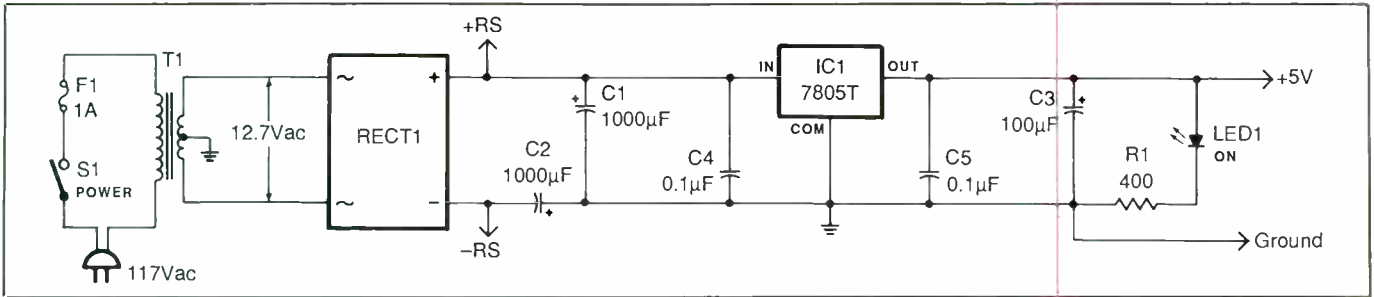 +RS
T1
F1
1A
S1
POWER
117Vac
12.7Vac
~
~
RECT1
+
−
−RS
C1
1000µF
+
C2
1000µF
+
C4
0.1µF
IN
IC1
7805T
OUT
COM
C5
0.1µF
C3
100µF
+
R1
400
LED1
ON
+5V
Ground